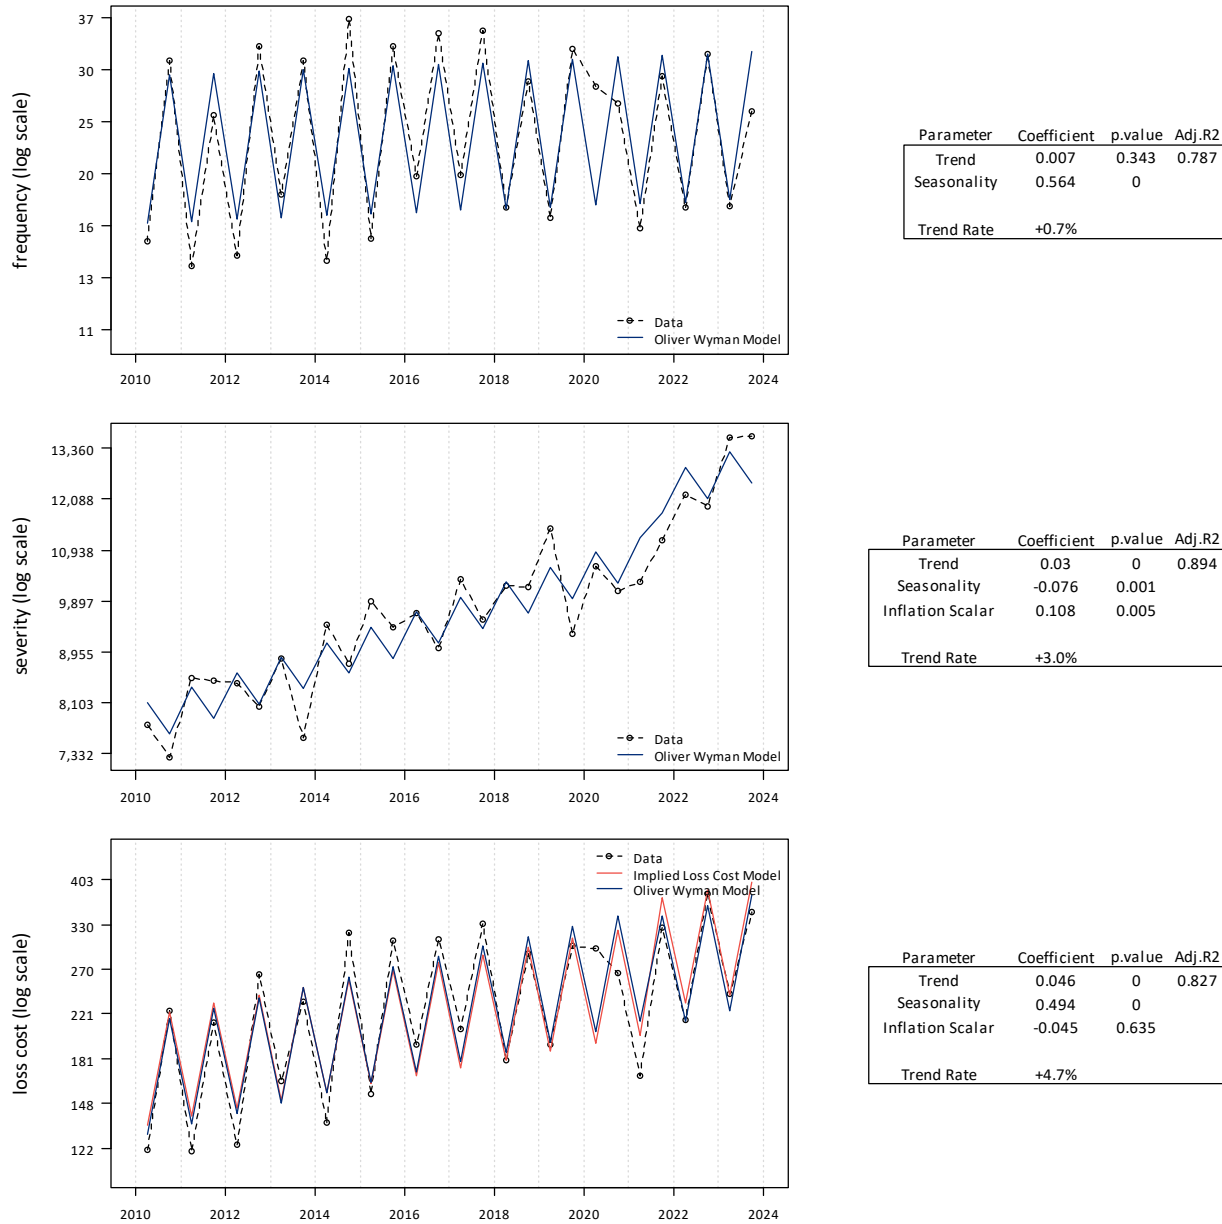 frequency (log scale)
37
30
25
20
16
13
11
Data
Oliver Wyman Model
2010 2012 2014 2016 2018 2020 2022 2024
Parameter Coefficient p.value Adj.R2
Trend 0.007 0.343 0.787
Seasonality 0.564 0
Trend Rate +0.7%
severity (log scale)
13,360
12,088
10,938
9,897
8,955
8,103
7,332
Data
Oliver Wyman Model
2010 2012 2014 2016 2018 2020 2022 2024
Parameter Coefficient p.value Adj.R2
Trend 0.03 0 0.894
Seasonality -0.076 0.001
Inflation Scalar 0.108 0.005
Trend Rate +3.0%
loss cost (log scale)
403
330
270
221
181
148
122
Data
Implied Loss Cost Model
Oliver Wyman Model
2010 2012 2014 2016 2018 2020 2022 2024
Parameter Coefficient p.value Adj.R2
Trend 0.046 0 0.827
Seasonality 0.494 0
Inflation Scalar -0.045 0.635
Trend Rate +4.7%